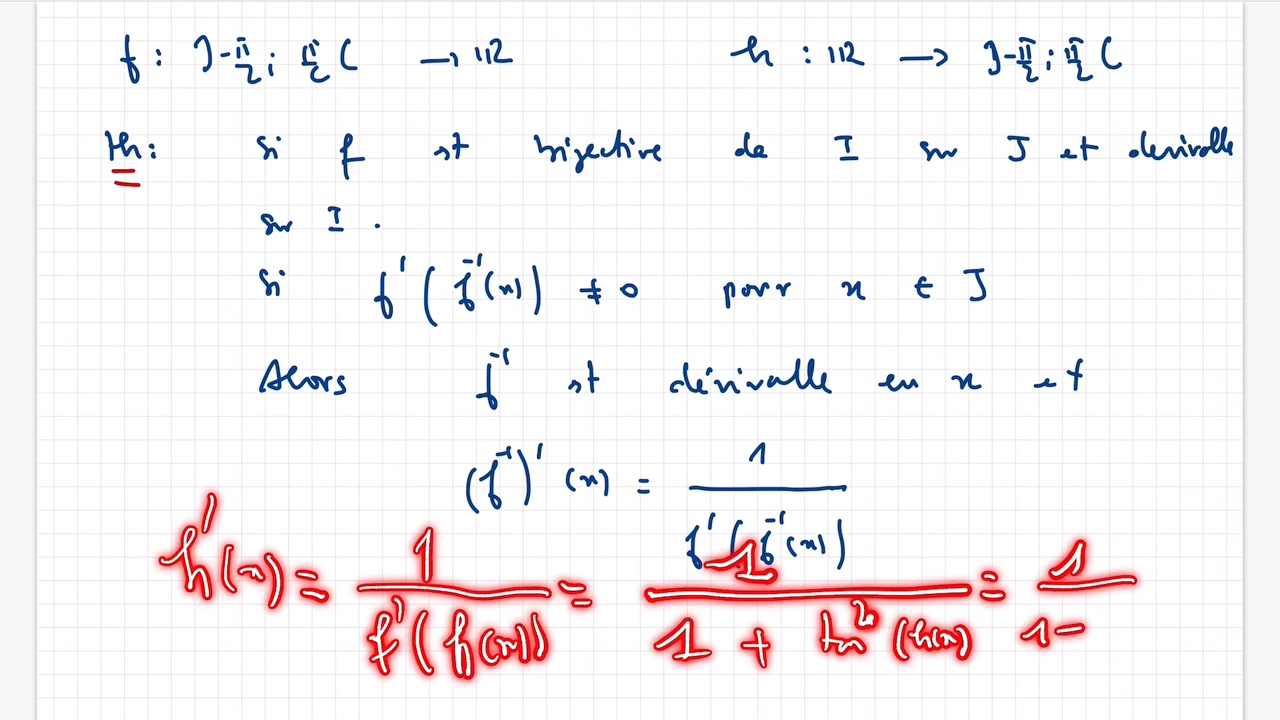 f : ]-π/2 ; π/2 [ → ℝ h : ℝ → ]-π/2 ; π/2 [
Th : Si f est bijective de I sur J et derivable
sur I .
Si f'(f⁻¹(x)) ≠ 0 pour x ∈ J
Alors f⁻¹ est dérivable en x et
(f⁻¹)'(x) = 1 / f'(f⁻¹(x))
h'(x) = 1 / f'(h(x)) = 1 / 1 + tan²(h(x)) = 1 / 1